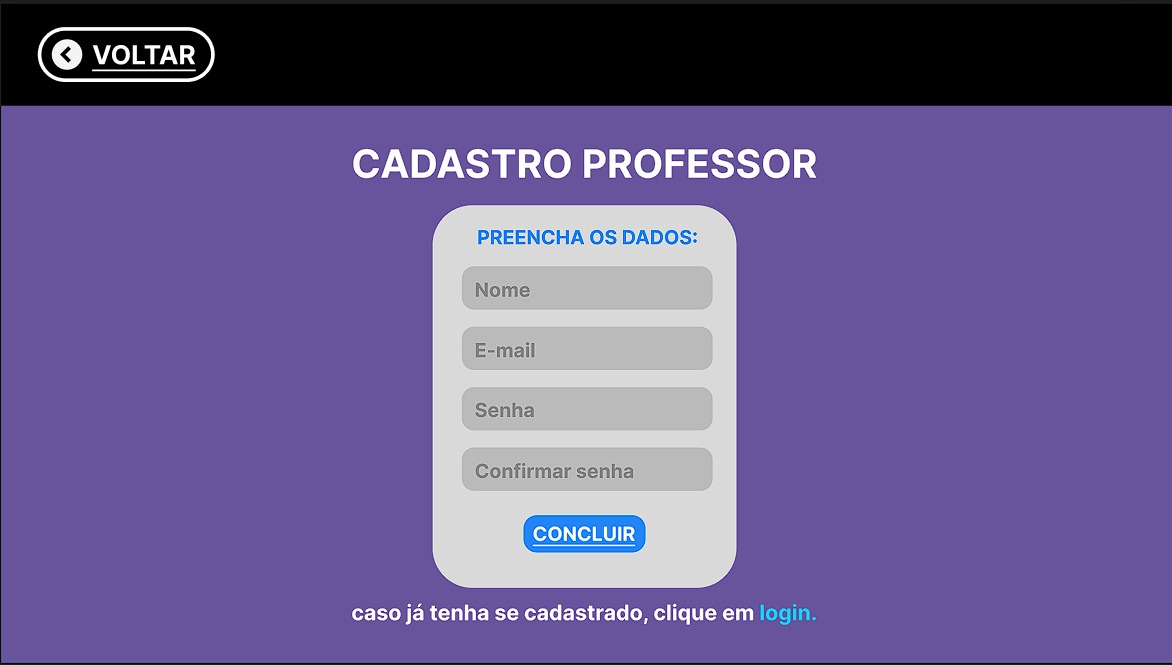 VOLTAR
CADASTRO PROFESSOR
PREENCHA OS DADOS:
Nome
E-mail
Senha
Confirmar senha
CONCLUIR
caso já tenha se cadastrado, clique em login.